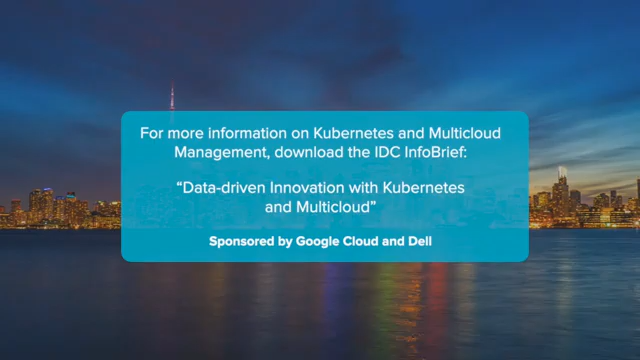 For more information on Kubernetes and Multicloud
Management, download the IDC InfoBrief:
“Data-driven Innovation with Kubernetes
and Multicloud”
Sponsored by Google Cloud and Dell